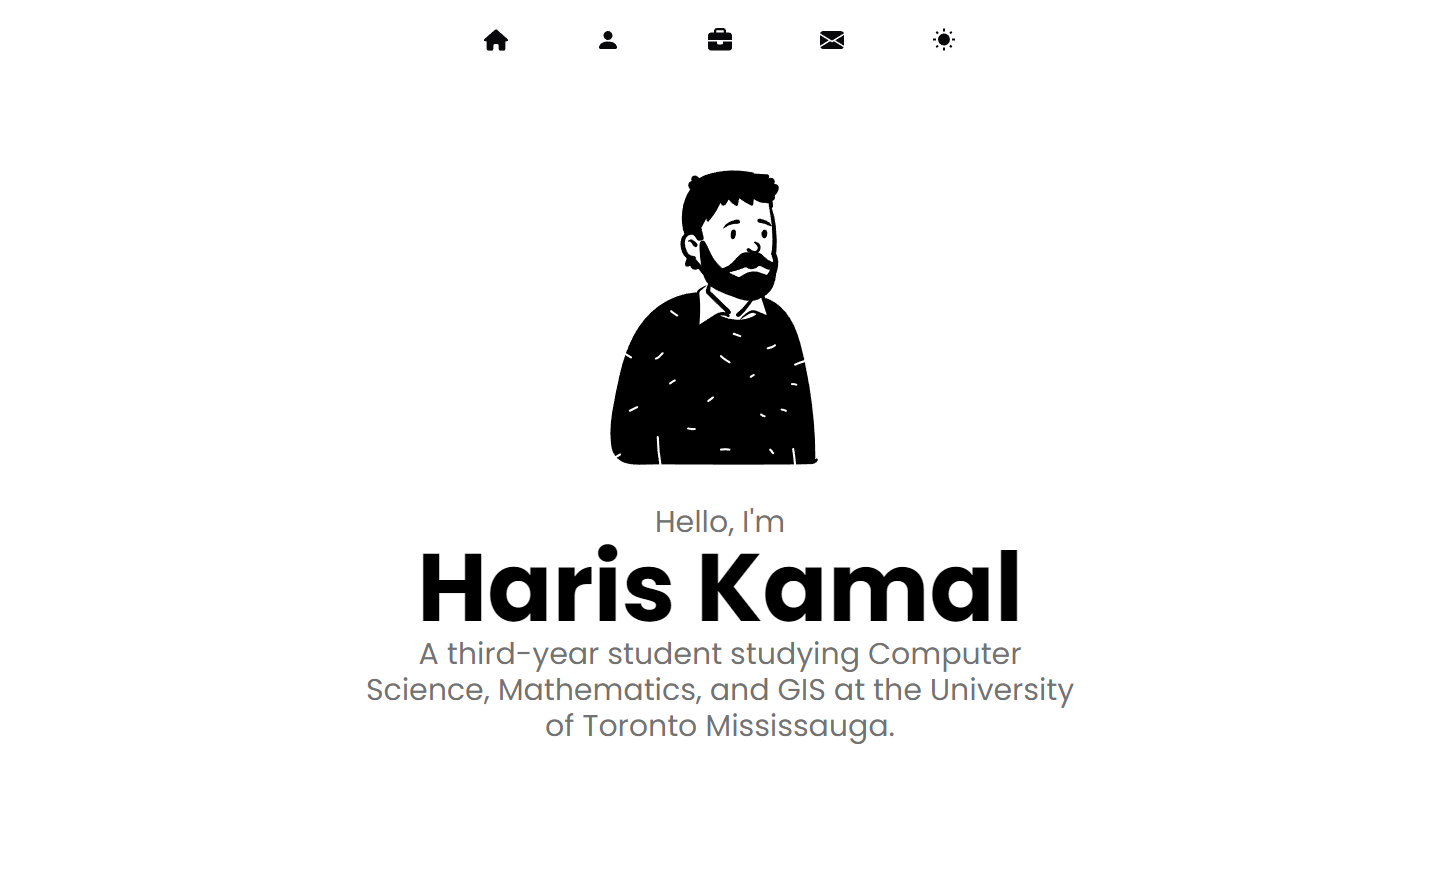 Hello, I'm
Haris Kamal
A third-year student studying Computer
Science, Mathematics, and GIS at the University
of Toronto Mississauga.